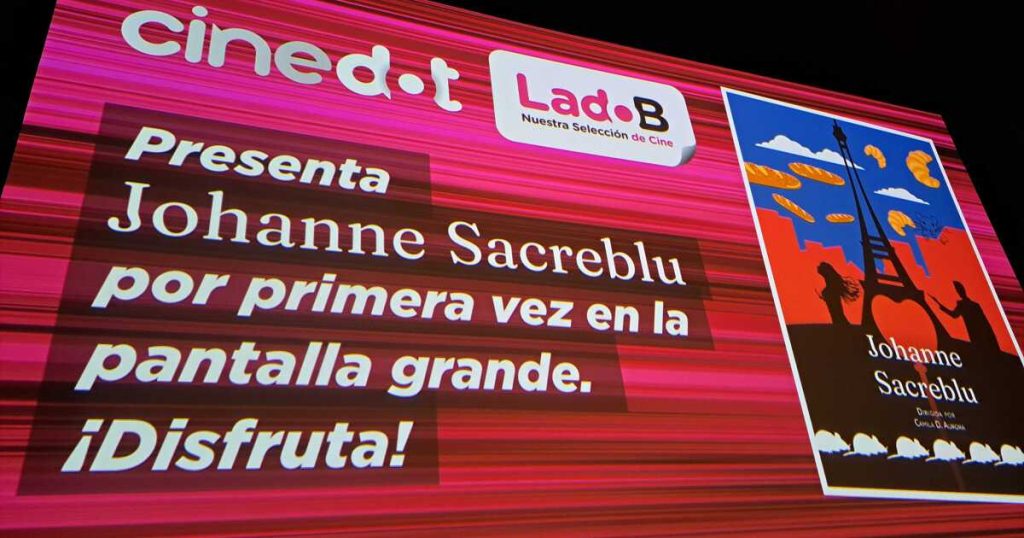 cinedot
Lado B
Nuestra Selección de Cine
Presenta
Johanne Sacreblu
por primera vez en la
pantalla grande.
¡Disfruta!
Johanne
Sacreblu
DIRIGIDA POR
CAMILA D. AURORA